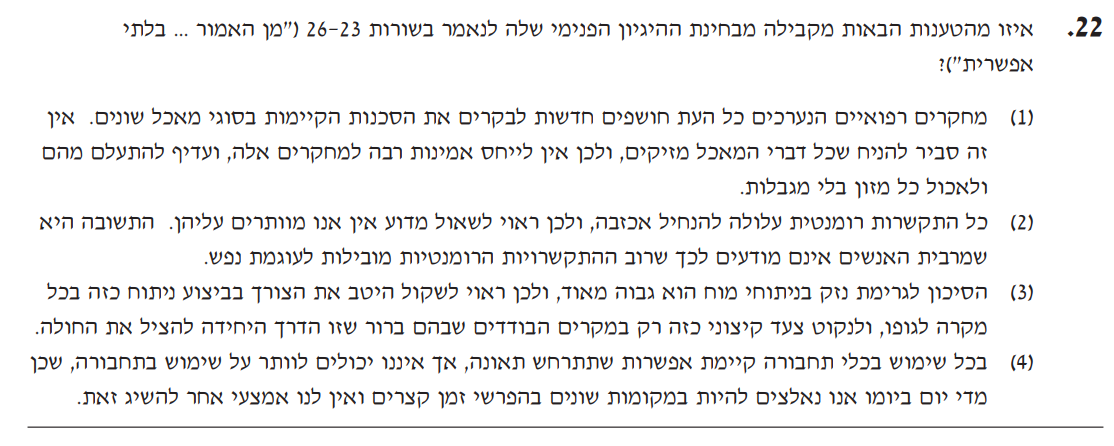 22. איזו מהטענות הבאות מקבילה מבחינת ההיגיון הפנימי שלה לנאמר בשורות 26-23 ("מן האמור ... בלתי
אפשרית")?
(1) מחקרים רפואיים הנערכים כל העת חושפים חדשות לבקרים את הסכנות הקיימות בסוגי מאכל שונים. אין
זה סביר להניח שכל דברי המאכל מזיקים, ולכן אין לייחס אמינות רבה למחקרים אלה, ועדיף להתעלם מהם
ולאכול כל מזון בלי מגבלות.
(2) כל התקשרות רומנטית עלולה להנחיל אכזבה, ולכן ראוי לשאול מדוע אין אנו מוותרים עליהן. התשובה היא
שמרבית האנשים אינם מודעים לכך שרוב ההתקשרויות הרומנטיות מובילות לעוגמת נפש.
(3) הסיכון לגרימת נזק בניתוחי מוח הוא גבוה מאוד, ולכן ראוי לשקול היטב את הצורך בביצוע ניתוח כזה בכל
מקרה לגופו, ולנקוט צעד קיצוני כזה רק במקרים הבודדים שבהם ברור שזו הדרך היחידה להציל את החולה.
(4) בכל שימוש בכלי תחבורה קיימת אפשרות שתתרחש תאונה, אך איננו יכולים לוותר על שימוש בתחבורה, שכן
מדי יום ביומו אנו נאלצים להיות במקומות שונים בהפרשי זמן קצרים ואין לנו אמצעי אחר להשיג זאת.